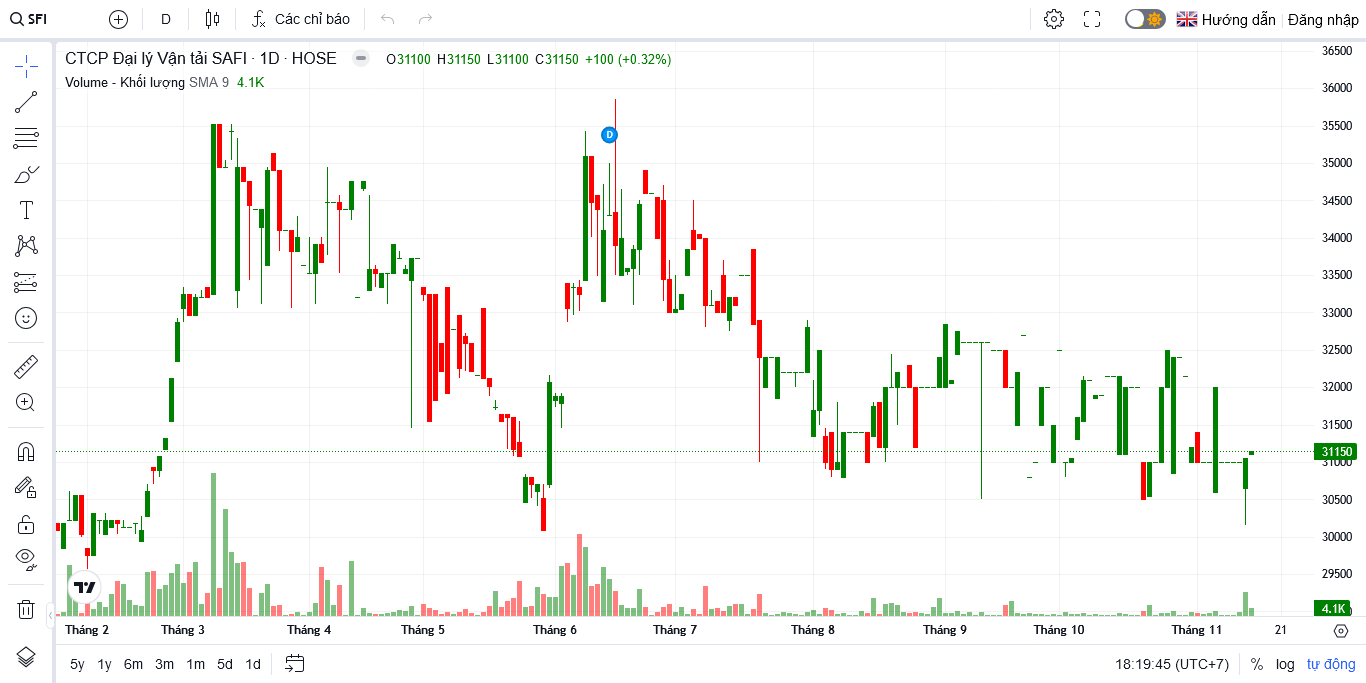 SFI D Các chỉ báo Hướng dẫn Đăng nhập
CTCP Đại lý Vận tải SAFI · 1D · HOSE O31100 H31150 L31100 C31150 +100 (+0.32%)
Volume - Khối lượng SMA 9 4.1K
D
36500
36000
35500
35000
34500
34000
33500
33000
32500
32000
31500
31150
31000
30500
30000
29500
4.1K
Tháng 2 Tháng 3 Tháng 4 Tháng 5 Tháng 6 Tháng 7 Tháng 8 Tháng 9 Tháng 10 Tháng 11 21
5y 1y 6m 3m 1m 5d 1d 18:19:45 (UTC+7) % log tự động